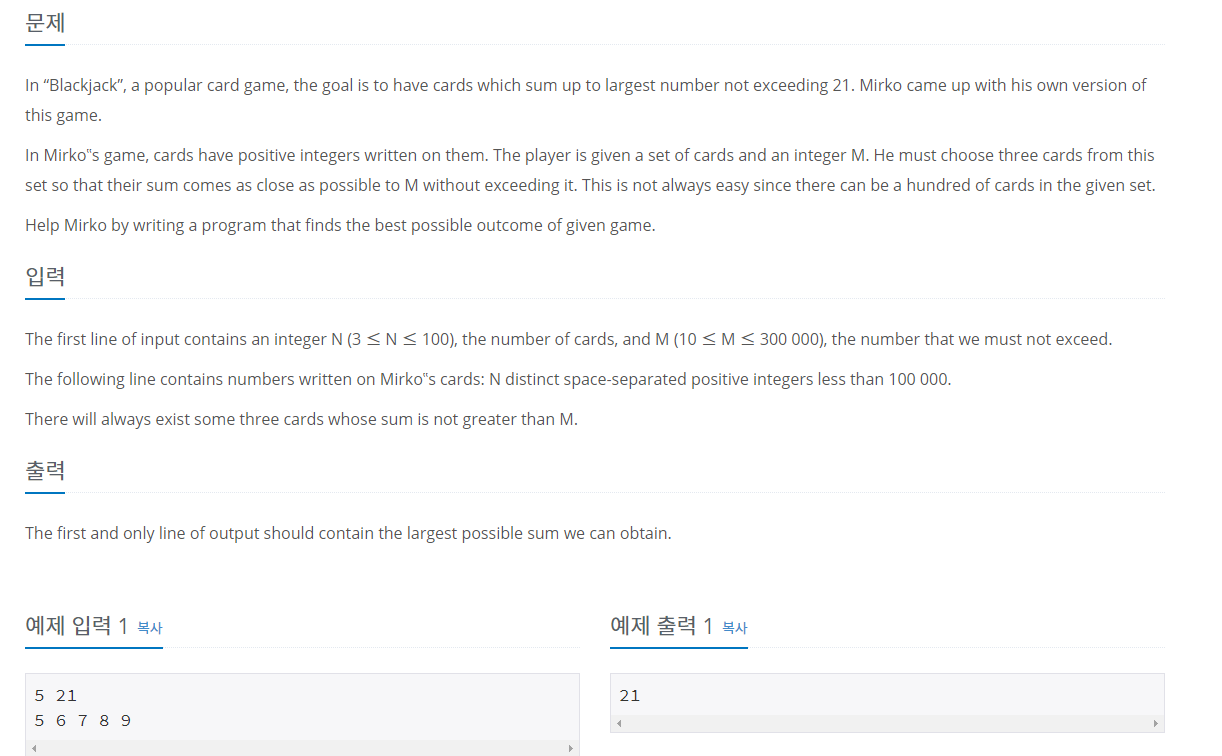 문제
In “Blackjack”, a popular card game, the goal is to have cards which sum up to largest number not exceeding 21. Mirko came up with his own version of
this game.
In Mirko‟s game, cards have positive integers written on them. The player is given a set of cards and an integer M. He must choose three cards from this
set so that their sum comes as close as possible to M without exceeding it. This is not always easy since there can be a hundred of cards in the given set.
Help Mirko by writing a program that finds the best possible outcome of given game.
입력
The first line of input contains an integer N (3 ≤ N ≤ 100), the number of cards, and M (10 ≤ M ≤ 300 000), the number that we must not exceed.
The following line contains numbers written on Mirko‟s cards: N distinct space-separated positive integers less than 100 000.
There will always exist some three cards whose sum is not greater than M.
출력
The first and only line of output should contain the largest possible sum we can obtain.
예제 입력 1 복사
5 21
5 6 7 8 9
예제 출력 1 복사
21